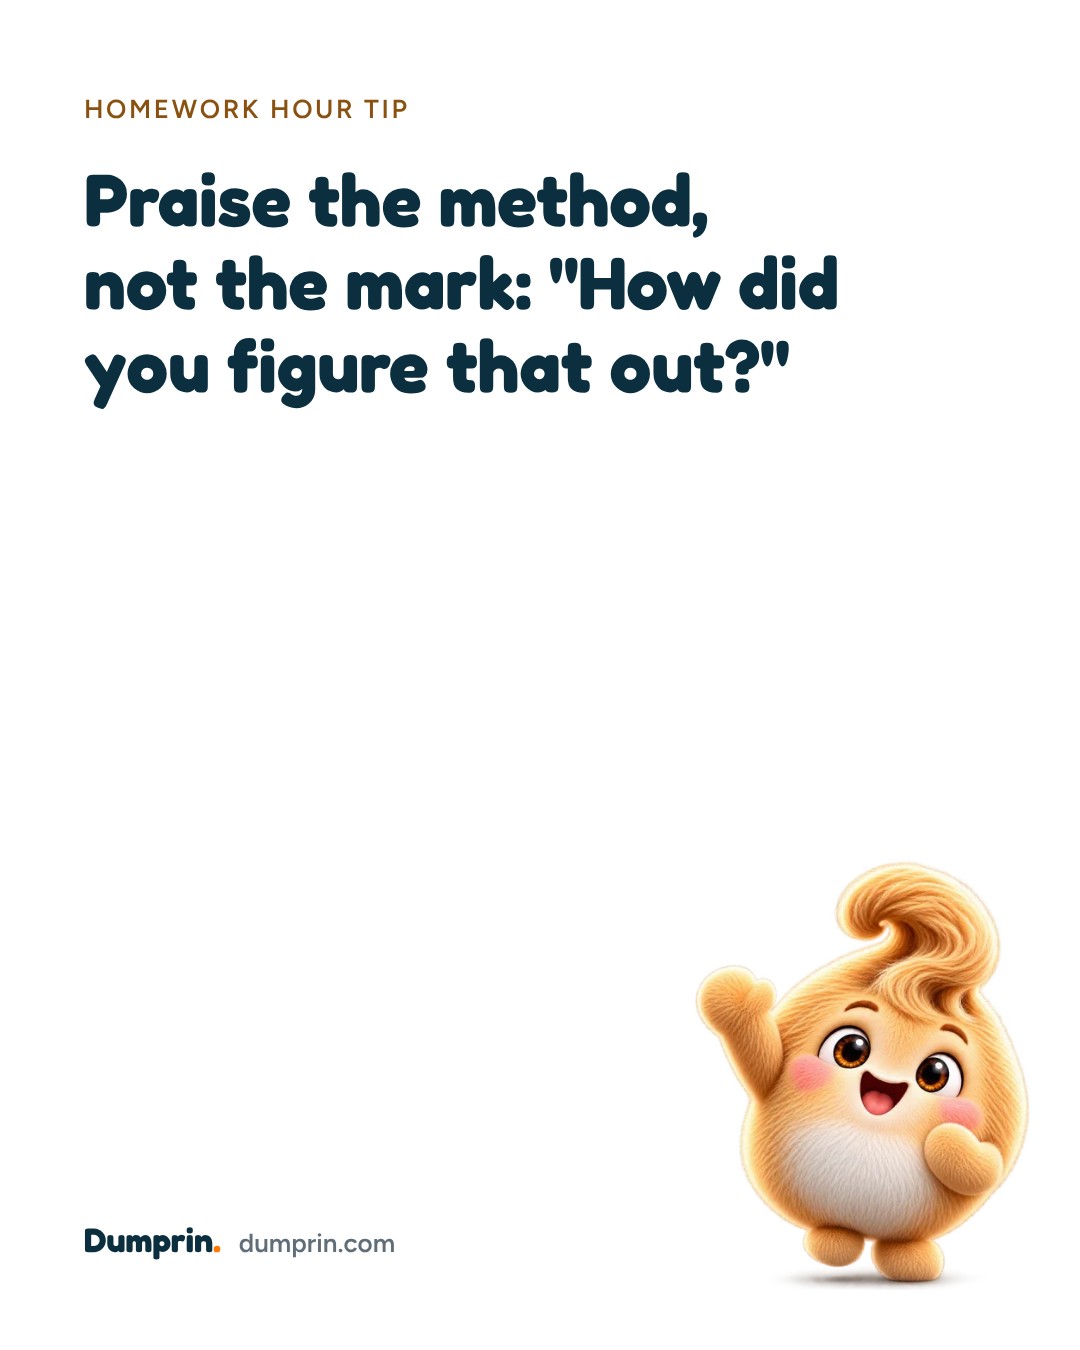 HOMEWORK HOUR TIP
Praise the method,
not the mark: "How did
you figure that out?"
Dumprin. dumprin.com